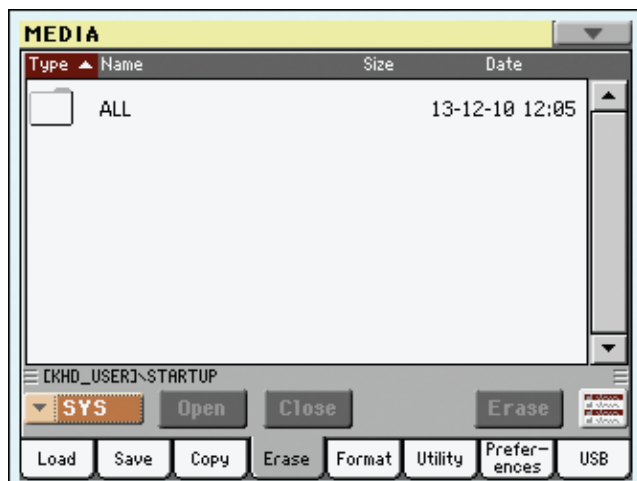 MEDIA
Type Name Size Date
ALL 13-12-10 12:05
[KHD_USER]\STARTUP
SYS Open Close Erase
Load Save Copy Erase Format Utility Prefer-ences USB